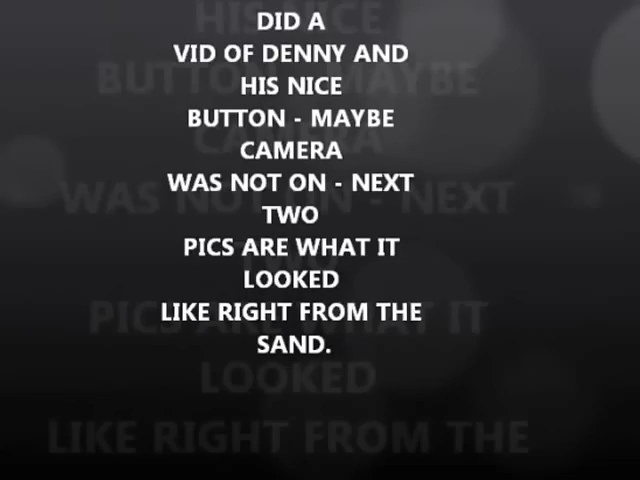 DID A
VID OF DENNY AND
HIS NICE
BUTTON - MAYBE
CAMERA
WAS NOT ON - NEXT
TWO
PICS ARE WHAT IT
LOOKED
LIKE RIGHT FROM THE
SAND.